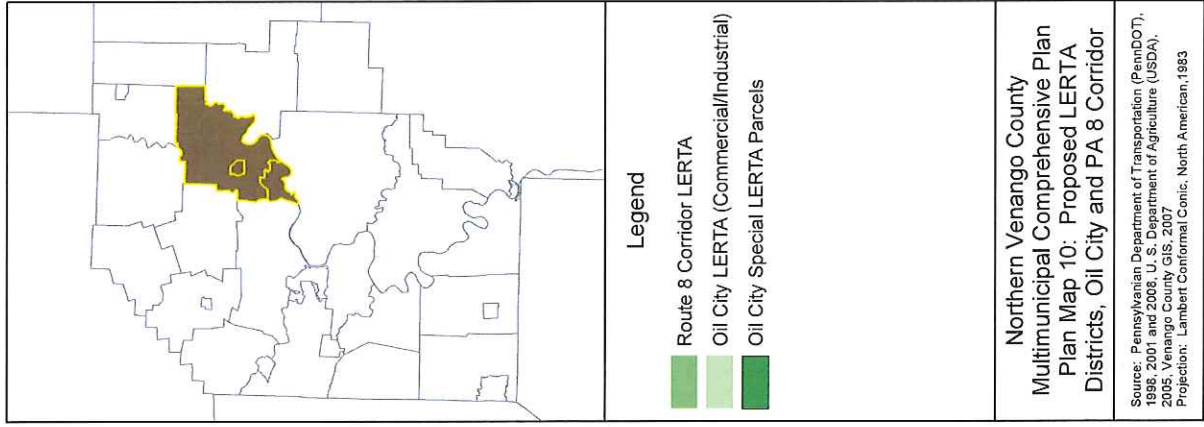 Legend
Route 8 Corridor LERTA
Oil City LERTA (Commercial/Industrial)
Oil City Special LERTA Parcels
Northern Venango County
Multimunicipal Comprehensive Plan
Plan Map 10: Proposed LERTA
Districts, Oil City and PA 8 Corridor
Source: Pennsylvanian Department of Transportation (PennDOT),
1998, 2001 and 2008, U. S. Department of Agriculture (USDA),
2005, Venango County GIS, 2007
Projection: Lambert Conformal Conic, North American,1983